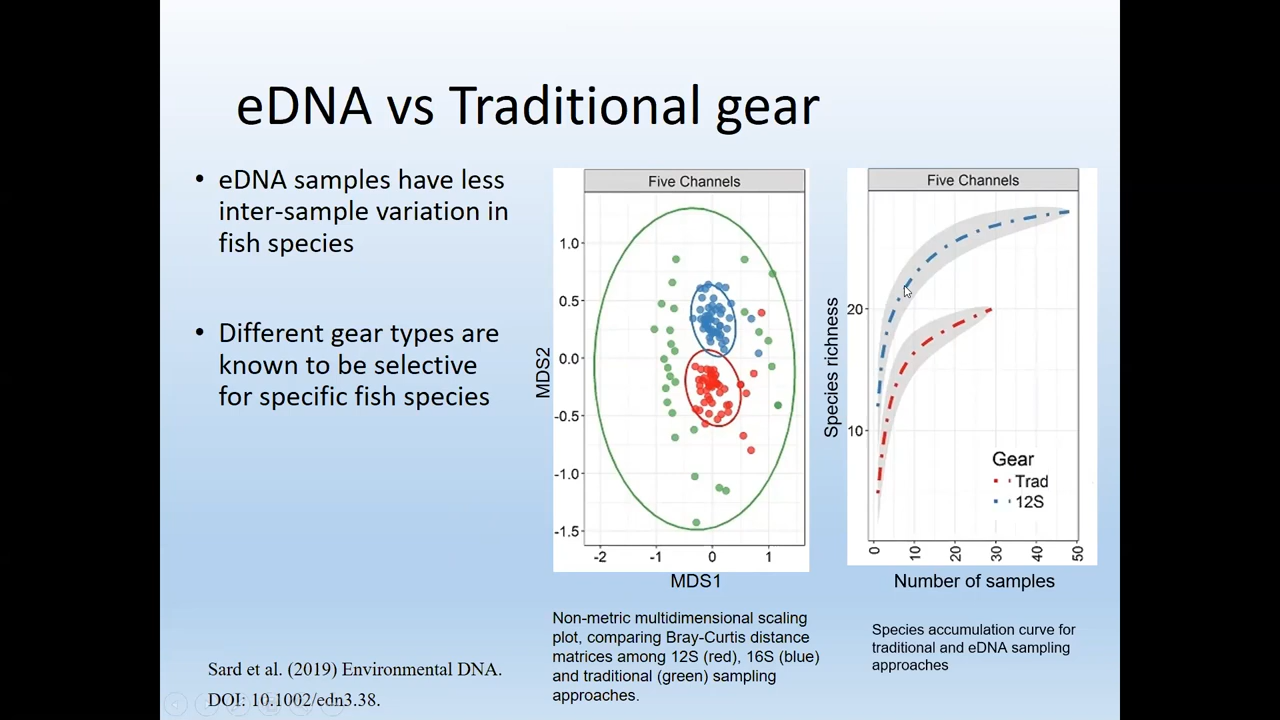 eDNA vs Traditional gear
• eDNA samples have less
inter-sample variation in
fish species
• Different gear types are
known to be selective
for specific fish species
Five Channels
MDS2
1.0
0.5
0.0
-0.5
-1.0
-1.5
-2 -1 0 1
MDS1
Non-metric multidimensional scaling
plot, comparing Bray-Curtis distance
matrices among 12S (red), 16S (blue)
and traditional (green) sampling
approaches.
Five Channels
Species richness
20
10
Gear
Trad
12S
0 10 20 30 40 50
Number of samples
Species accumulation curve for
traditional and eDNA sampling
approaches
Sard et al. (2019) Environmental DNA.
DOI: 10.1002/edn3.38.